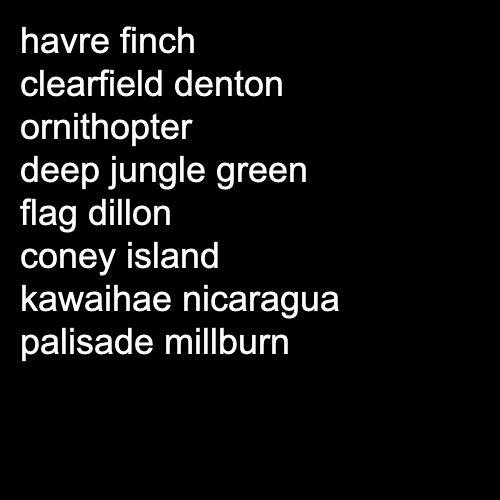 havre finch
clearfield denton
ornithopter
deep jungle green
flag dillon
coney island
kawaihae nicaragua
palisade millburn